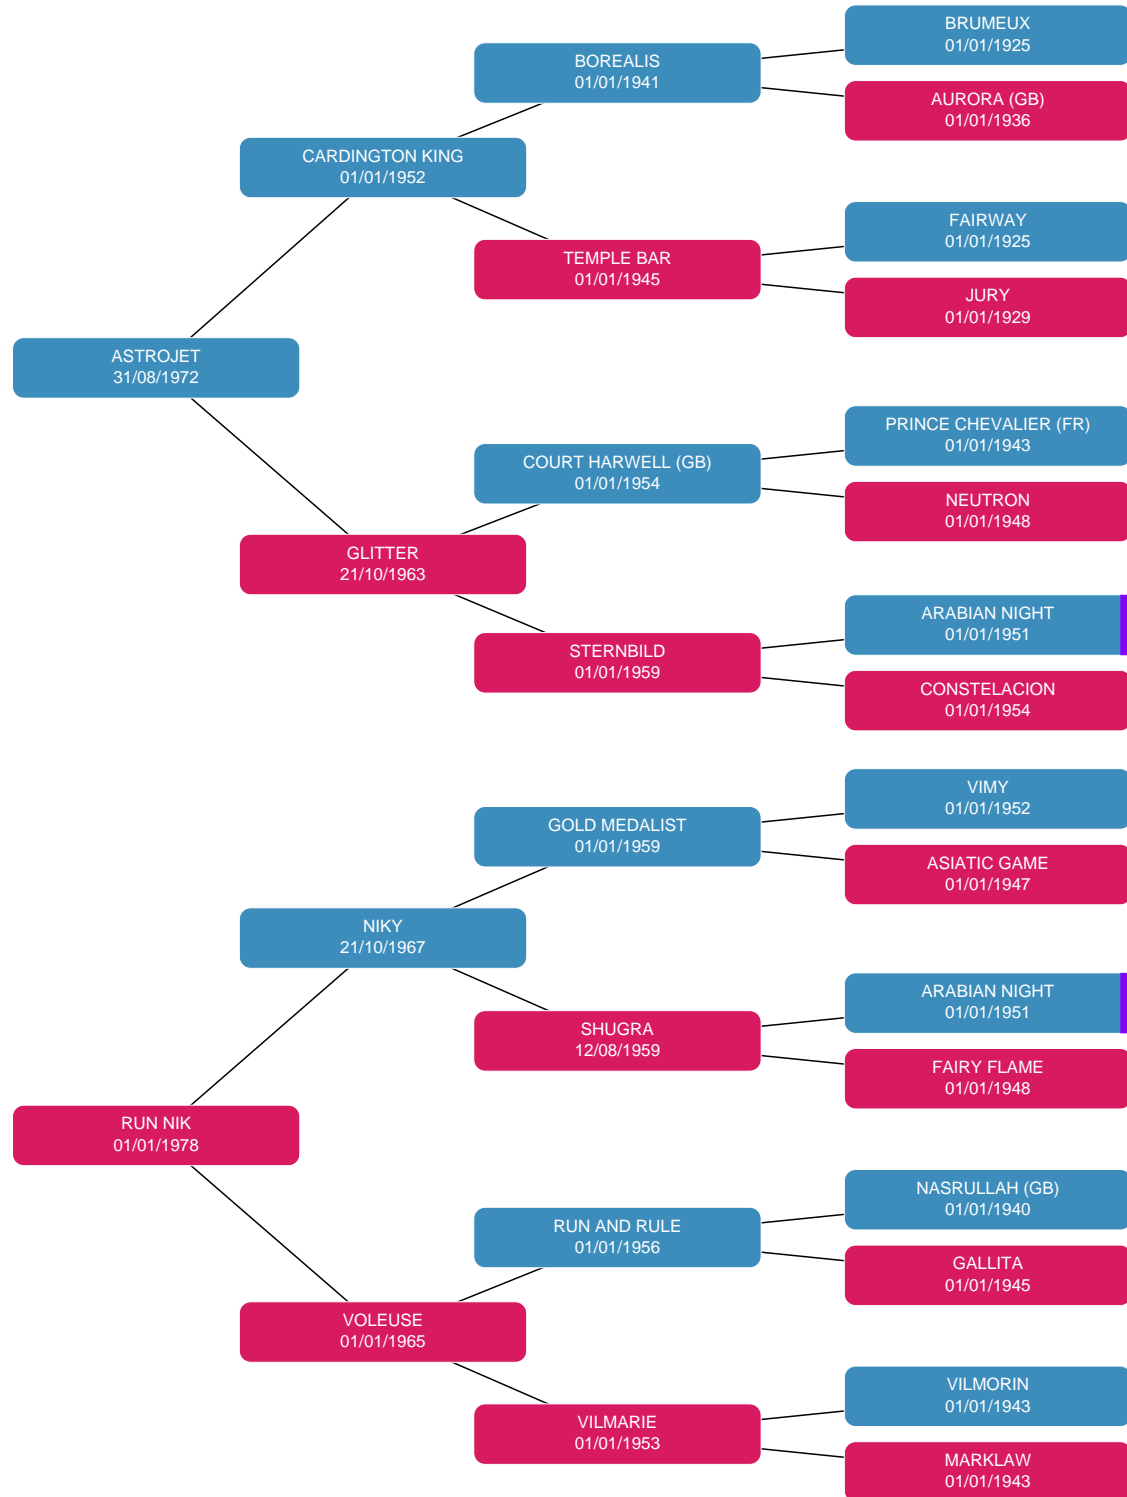 BRUMEUX
01/01/1925
BOREALIS
01/01/1941
AURORA (GB)
01/01/1936
CARDINGTON KING
01/01/1952
FAIRWAY
01/01/1925
TEMPLE BAR
01/01/1945
JURY
01/01/1929
ASTROJET
31/08/1972
PRINCE CHEVALIER (FR)
01/01/1943
COURT HARWELL (GB)
01/01/1954
NEUTRON
01/01/1948
GLITTER
21/10/1963
ARABIAN NIGHT
01/01/1951
STERNBILD
01/01/1959
CONSTELACION
01/01/1954
VIMY
01/01/1952
GOLD MEDALIST
01/01/1959
ASIATIC GAME
01/01/1947
NIKY
21/10/1967
ARABIAN NIGHT
01/01/1951
SHUGRA
12/08/1959
FAIRY FLAME
01/01/1948
RUN NIK
01/01/1978
NASRULLAH (GB)
01/01/1940
RUN AND RULE
01/01/1956
GALLITA
01/01/1945
VOLEUSE
01/01/1965
VILMORIN
01/01/1943
VILMARIE
01/01/1953
MARKLAW
01/01/1943